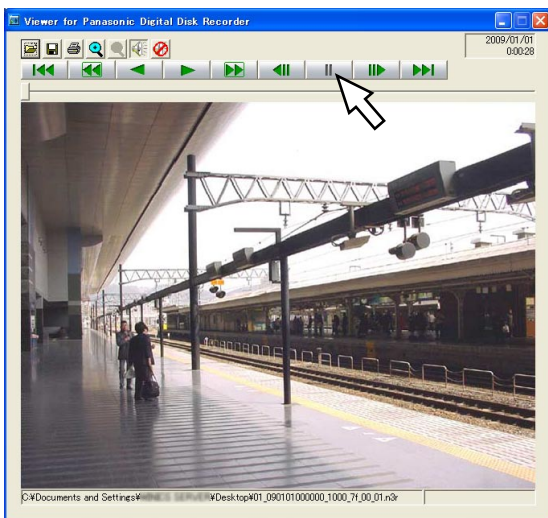 Viewer for Panasonic Digital Disk Recorder
2009/01/01
0:00:28
C:¥Documents and Settings¥ ¥Desktop¥01_090101000000_1000_7f_00_01.n3r